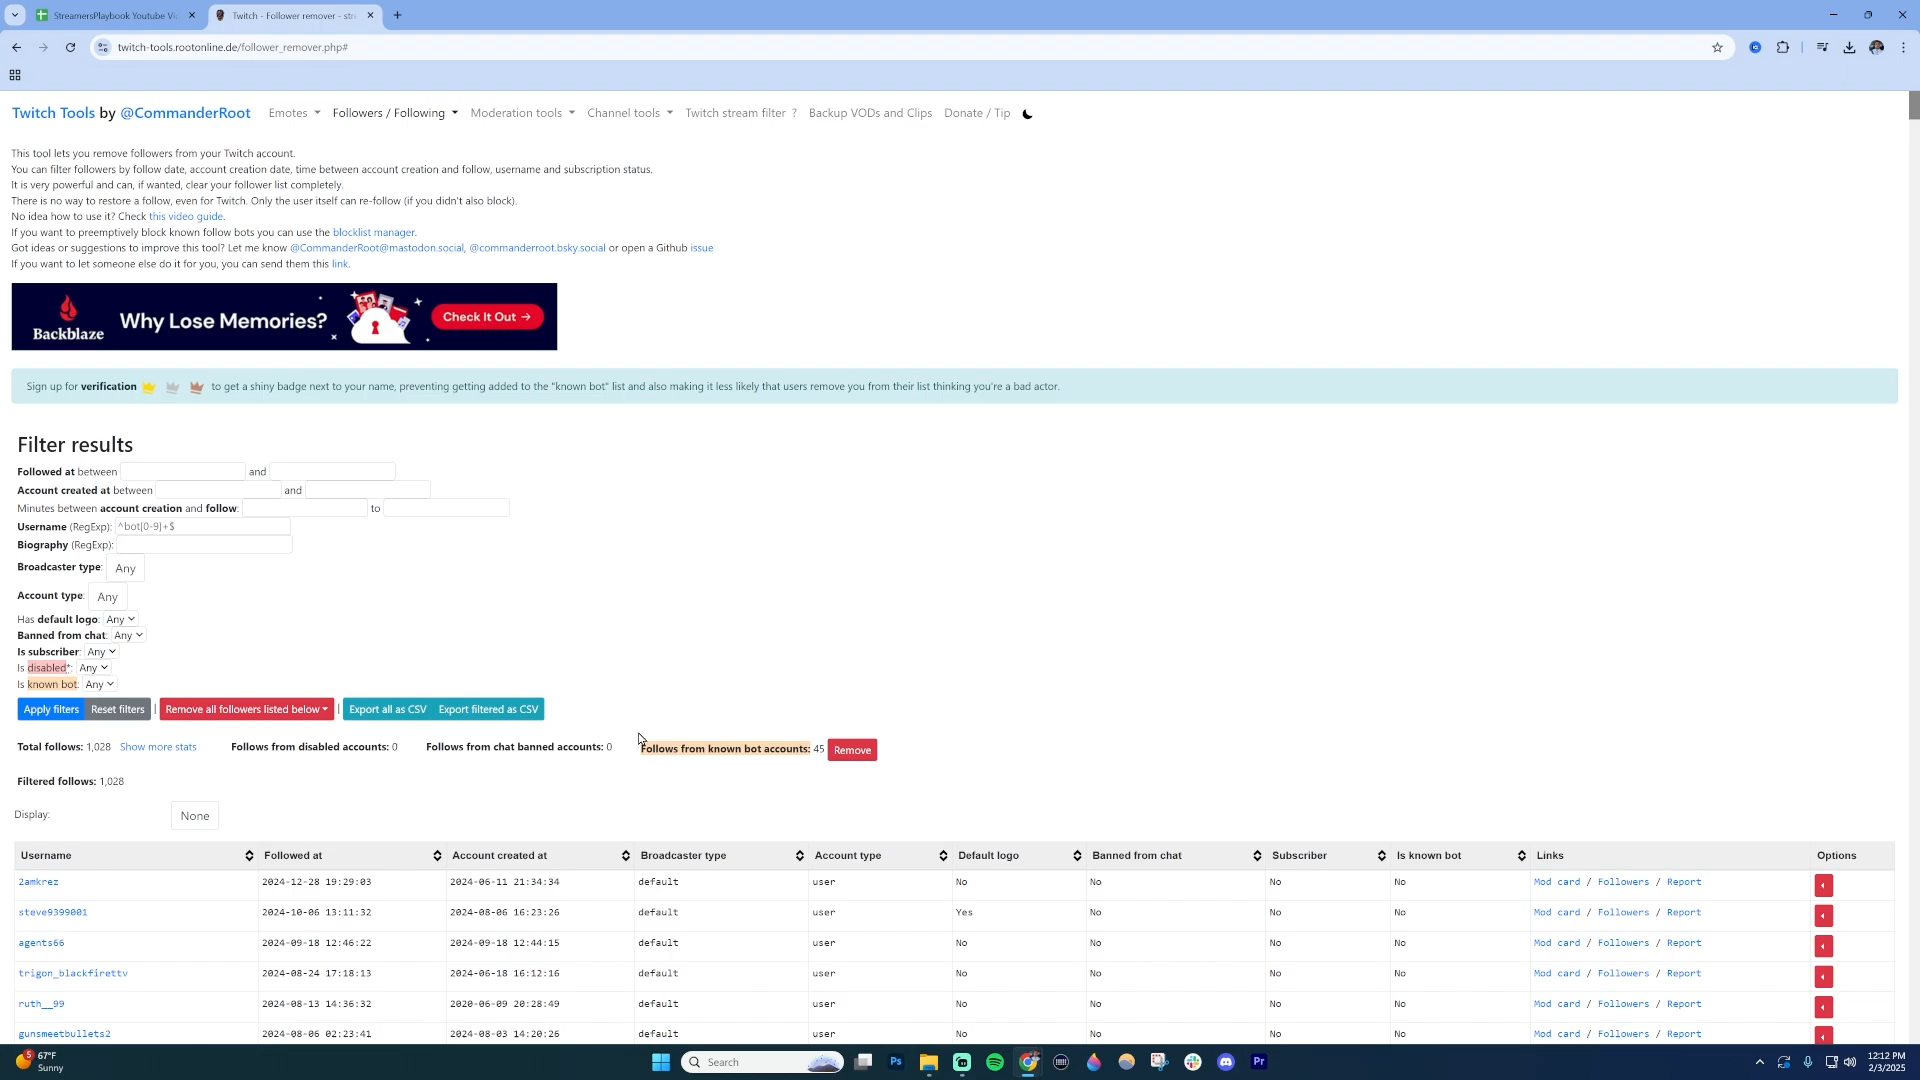 StreamersPlaybook Youtube Vi
Twitch - Follower remover - str
twitch-tools.rootonline.de/follower_remover.php#
Twitch Tools by @CommanderRoot
Emotes
Followers / Following
Moderation tools
Channel tools
Twitch stream filter ?
Backup VODs and Clips
Donate / Tip
This tool lets you remove followers from your Twitch account.
You can filter followers by follow date, account creation date, time between account creation and follow, username and subscription status.
It is very powerful and can, if wanted, clear your follower list completely.
There is no way to restore a follow, even for Twitch. Only the user itself can re-follow (if you didn't also block).
No idea how to use it? Check this video guide.
If you want to preemptively block known follow bots you can use the blocklist manager.
Got ideas or suggestions to improve this tool? Let me know @CommanderRoot@mastodon.social, @commanderroot.bsky.social or open a Github issue
If you want to let someone else do it for you, you can send them this link.
BACKBLAZE
Why Lose Memories?
Check It Out →
Sign up for verification to get a shiny badge next to your name, preventing getting added to the "known bot" list and also making it less likely that users remove you from their list thinking you're a bad actor.
Filter results
Followed at between and
Account created at between and
Minutes between account creation and follow: to
Username (RegExp): ^bot[0-9]+$
Biography (RegExp):
Broadcaster type: Any
Account type: Any
Has default logo: Any
Banned from chat: Any
Is subscriber: Any
Is disabled*: Any
Is known bot: Any
Apply filters Reset filters | Remove all followers listed below | Export all as CSV Export filtered as CSV
Total follows: 1,028 Show more stats Follows from disabled accounts: 0 Follows from chat banned accounts: 0 Follows from known bot accounts: 45 Remove
Filtered follows: 1,028
Display: None
Username Followed at Account created at Broadcaster type Account type Default logo Banned from chat Subscriber Is known bot Links Options
2amkrez 2024-12-28 19:29:03 2024-06-11 21:34:34 default user No No No No Mod card / Followers / Report
steve9399001 2024-10-06 13:11:32 2024-08-06 16:23:26 default user Yes No No No Mod card / Followers / Report
agents66 2024-09-18 12:46:22 2024-09-18 12:44:15 default user No No No No Mod card / Followers / Report
trigon_blackfirettv 2024-08-24 17:18:13 2024-06-18 16:12:16 default user No No No No Mod card / Followers / Report
ruth__99 2024-08-13 14:36:32 2020-06-09 20:28:49 default user No No No No Mod card / Followers / Report
gunsmeetbullets2 2024-08-06 02:23:41 2024-08-03 14:20:26 default user No No No No Mod card / Followers / Report
5
67°F
Sunny
Search
Ps
Pr
12:12 PM
2/3/2025